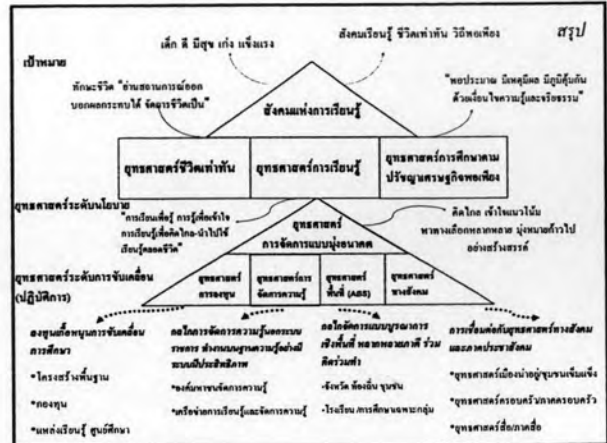 สรุป
เด็ก ดี มีสุข เก่ง แข็งแรง
สังคมเรียนรู้ ชีวิตเท่าทัน วิถีพอเพียง
เป้าหมาย
ทักษะชีวิต "อ่านสถานการณ์ออก
บอกผลกระทบได้ จัดการชีวิตเป็น"
"พอประมาณ มีเหตุมีผล มีภูมิคุ้มกัน
ด้วยเงื่อนไขความรู้และจริยธรรม"
สังคมแห่งการเรียนรู้
ยุทธศาสตร์ชีวิตเท่าทัน
ยุทธศาสตร์การเรียนรู้
ยุทธศาสตร์การศึกษาตาม
ปรัชญาเศรษฐกิจพอเพียง
ยุทธศาสตร์ระดับนโยบาย
"การเรียนเพื่อรู้ การรู้เพื่อเข้าใจ
การเรียนรู้เพื่อคิดไกล-นำไปใช้
เรียนรู้ตลอดชีวิต"
ยุทธศาสตร์
การจัดการแบบมุ่งอนาคต
คิดไกล เข้าใจแนวโน้ม
หาทางเลือกหลากหลาย มุ่งหมายก้าวไป
อย่างสร้างสรรค์
ยุทธศาสตร์ระดับการขับเคลื่อน
(ปฏิบัติการ)
ยุทธศาสตร์
การลงทุน
ยุทธศาสตร์การ
จัดการความรู้
ยุทธศาสตร์
พื้นที่ (ABS)
ยุทธศาสตร์
ทางสังคม
ลงทุนเกื้อหนุนการขับเคลื่อน
การศึกษา
•โครงสร้างพื้นฐาน
•กองทุน
•แหล่งเรียนรู้ ศูนย์ศึกษา
กลไกการจัดการความรู้นอกระบบ
ราชการ ทำงานบนฐานความรู้อย่างมี
ระบบมีประสิทธิภาพ
•องค์มหาชนจัดการความรู้
•เครือข่ายการเรียนรู้และจัดการความรู้
กลไกจัดการแบบบูรณาการ
เชิงพื้นที่ หลากหลายภาคี ร่วม
คิดร่วมทำ
-จังหวัด ท้องถิ่น ชุมชน
-โรงเรียน /การศึกษาเฉพาะกลุ่ม
การเชื่อมต่อกับยุทธศาสตร์ทางสังคม
และภาคประชาสังคม
•ยุทธศาสตร์เมืองน่าอยู่/ชุมชนเข้มแข็ง
•ยุทธศาสตร์ครอบครัว/ภาคครอบครัว
•ยุทธศาสตร์สื่อ/ภาคสื่อ